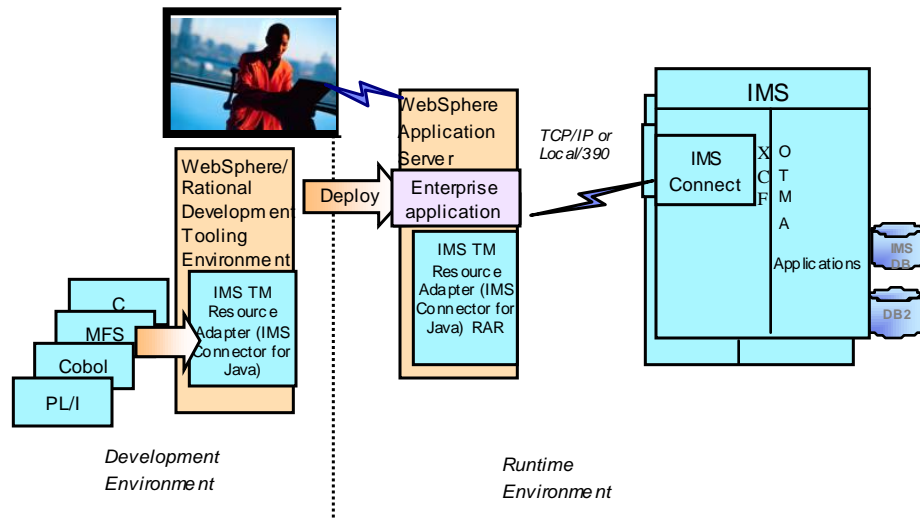 WebSphere
Application
Server
Enterprise
application
IMS TM
Resource
Adapter (IMS
Connector for
Java) RAR
TCP/IP or
Local/390
IMS
IMS
Connect
X
C
F
O
T
M
A
Applications
IMS
DB
DB2
WebSphere/
Rational
Development
Tooling
Environment
IMS TM
Resource
Adapter (IMS
Connector for
Java)
Deploy
C
MFS
Cobol
PL/I
Development
Environment
Runtime
Environment